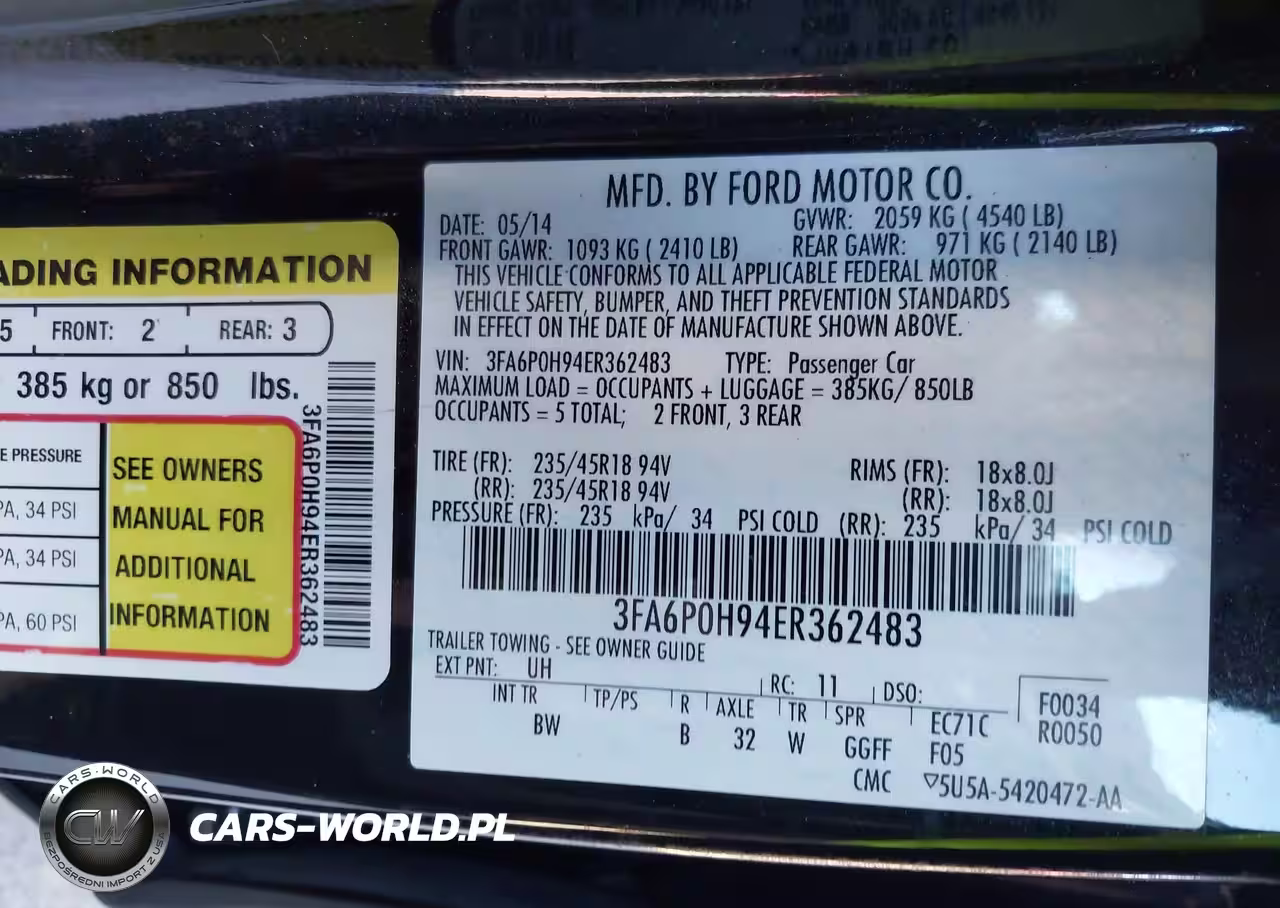 ADING INFORMATION
5 FRONT: 2 REAR: 3
385 kg or 850 lbs.
E PRESSURE
PA, 34 PSI
PA, 34 PSI
PA, 60 PSI
SEE OWNERS
MANUAL FOR
ADDITIONAL
INFORMATION
3FA6P0H94ER362483
MFD. BY FORD MOTOR CO.
DATE: 05/14 GVWR: 2059 KG ( 4540 LB)
FRONT GAWR: 1093 KG ( 2410 LB) REAR GAWR: 971 KG ( 2140 LB)
THIS VEHICLE CONFORMS TO ALL APPLICABLE FEDERAL MOTOR
VEHICLE SAFETY, BUMPER, AND THEFT PREVENTION STANDARDS
IN EFFECT ON THE DATE OF MANUFACTURE SHOWN ABOVE.
VIN: 3FA6P0H94ER362483 TYPE: Passenger Car
MAXIMUM LOAD = OCCUPANTS + LUGGAGE = 385KG/ 850LB
OCCUPANTS = 5 TOTAL; 2 FRONT, 3 REAR
TIRE (FR): 235/45R18 94V RIMS (FR): 18x8.0J
(RR): 235/45R18 94V (RR): 18x8.0J
PRESSURE (FR): 235 kPa/ 34 PSI COLD (RR): 235 kPa/ 34 PSI COLD
3FA6P0H94ER362483
TRAILER TOWING - SEE OWNER GUIDE
EXT PNT: UH RC: 11 DSO:
INT TR TP/PS R AXLE TR SPR EC71C F0034
BW B 32 W GGFF F05 R0050
CMC ▽5U5A-5420472-AA
CARS-WORLD
CW
BEZPOŚREDNI IMPORT Z USA
CARS-WORLD.PL